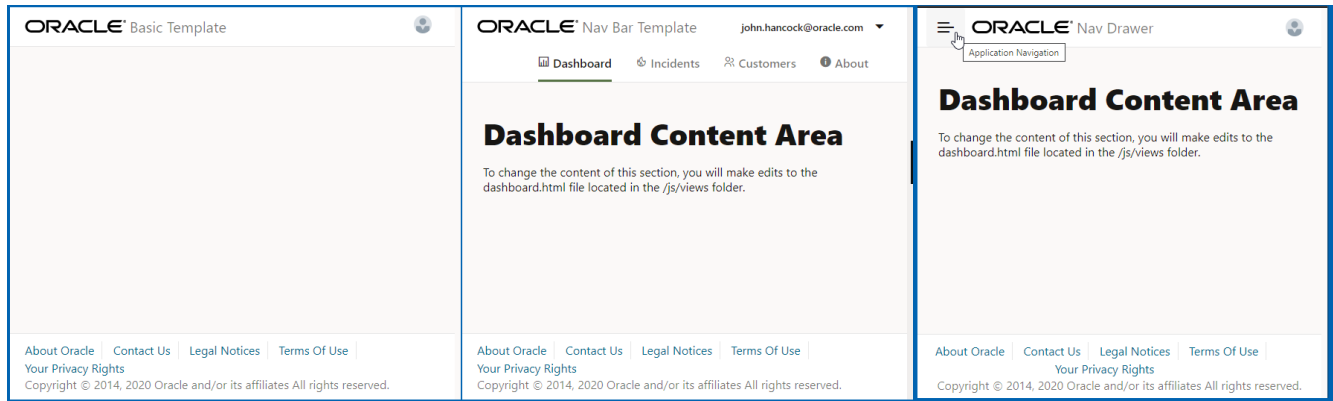 ORACLE® Basic Template
About Oracle Contact Us Legal Notices Terms Of Use
Your Privacy Rights
Copyright © 2014, 2020 Oracle and/or its affiliates All rights reserved.
ORACLE® Nav Bar Template john.hancock@oracle.com
Dashboard Incidents Customers About
Dashboard Content Area
To change the content of this section, you will make edits to the
dashboard.html file located in the /js/views folder.
About Oracle Contact Us Legal Notices Terms Of Use
Your Privacy Rights
Copyright © 2014, 2020 Oracle and/or its affiliates All rights reserved.
ORACLE® Nav Drawer
Application Navigation
Dashboard Content Area
To change the content of this section, you will make edits to the
dashboard.html file located in the /js/views folder.
About Oracle Contact Us Legal Notices Terms Of Use
Your Privacy Rights
Copyright © 2014, 2020 Oracle and/or its affiliates All rights reserved.